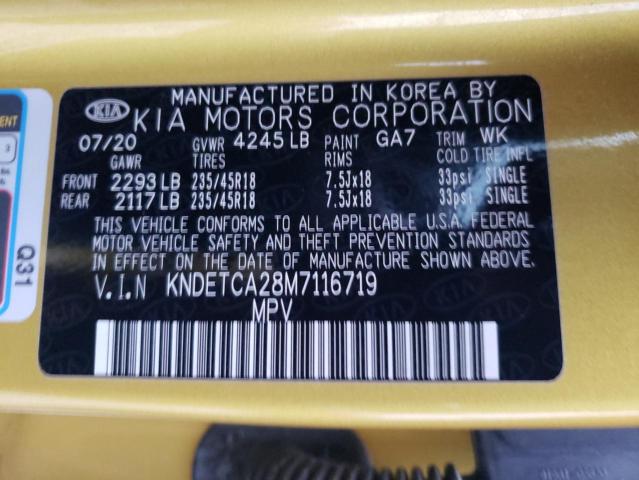 MANUFACTURED IN KOREA BY
KIA KIA MOTORS CORPORATION
07/20 GVWR 4245 LB PAINT GA7 TRIM WK
GAWR TIRES RIMS COLD TIRE INFL
FRONT 2293 LB 235/45R18 7.5Jx18 33psi SINGLE
REAR 2117 LB 235/45R18 7.5Jx18 33psi SINGLE
THIS VEHICLE CONFORMS TO ALL APPLICABLE U.S.A. FEDERAL
MOTOR VEHICLE SAFETY AND THEFT PREVENTION STANDARDS
IN EFFECT ON THE DATE OF MANUFACTURE SHOWN ABOVE.
V.I.N KNDETCA28M7116719
MPV
Q31